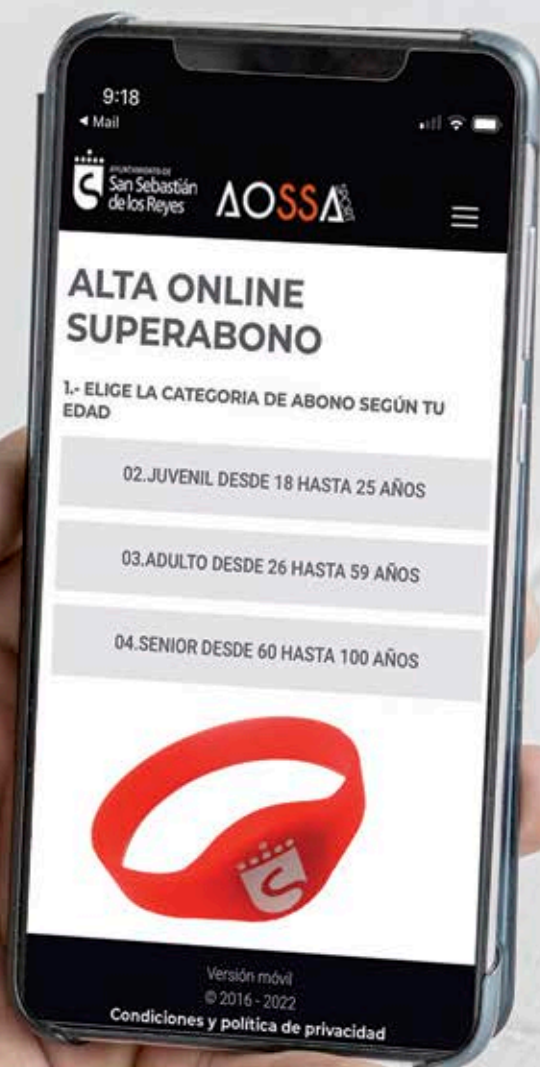 9:18
◀ Mail
AYUNTAMIENTO DE
San Sebastián
de los Reyes
AOSSA
ALTA ONLINE
SUPERABONO
1.- ELIGE LA CATEGORIA DE ABONO SEGÚN TU
EDAD
02.JUVENIL DESDE 18 HASTA 25 AÑOS
03.ADULTO DESDE 26 HASTA 59 AÑOS
04.SENIOR DESDE 60 HASTA 100 AÑOS
Versión móvil
© 2016 - 2022
Condiciones y política de privacidad